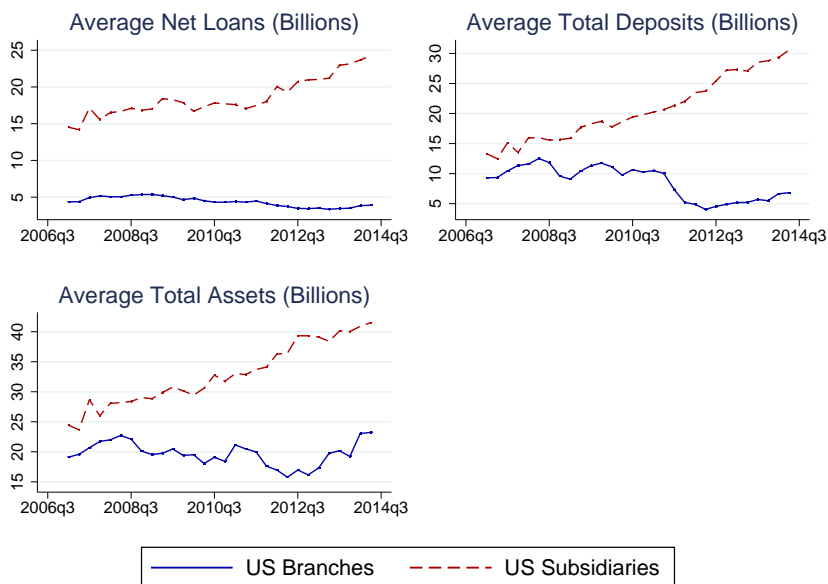 Average Net Loans (Billions)
25
20
15
10
5
2006q3 2008q3 2010q3 2012q3 2014q3
Average Total Deposits (Billions)
30
25
20
15
10
5
2006q3 2008q3 2010q3 2012q3 2014q3
Average Total Assets (Billions)
40
35
30
25
20
15
2006q3 2008q3 2010q3 2012q3 2014q3
US Branches US Subsidiaries